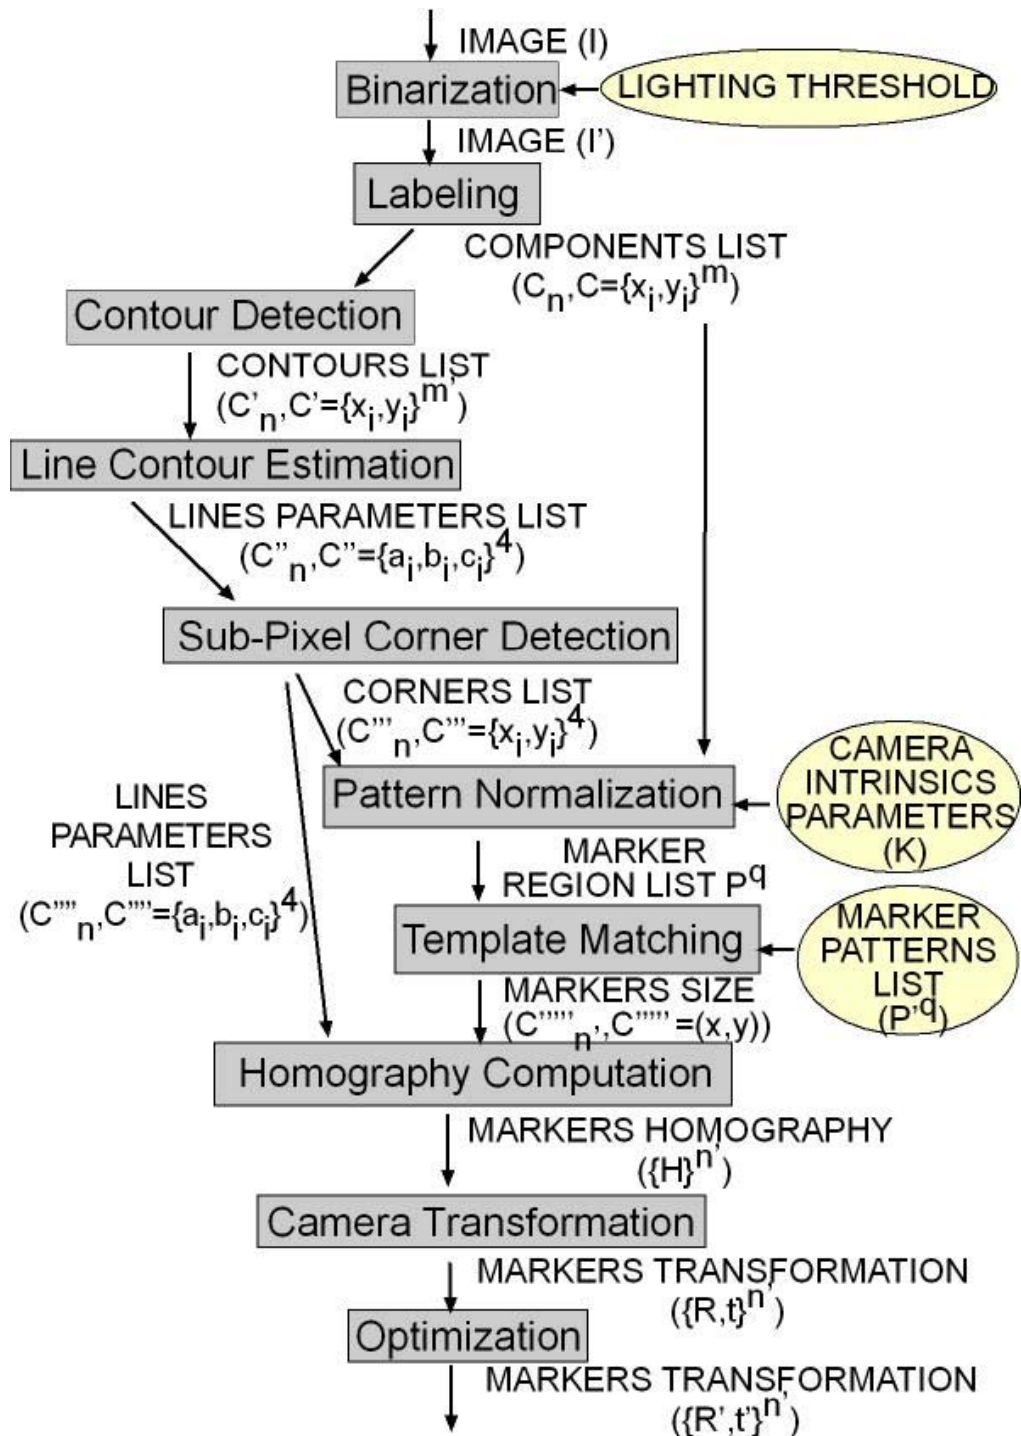 IMAGE (I)
Binarization
LIGHTING THRESHOLD
IMAGE (I')
Labeling
COMPONENTS LIST
(Cn,C={xi,yi}m)
Contour Detection
CONTOURS LIST
(C'n,C'={xi,yi}m')
Line Contour Estimation
LINES PARAMETERS LIST
(C''n,C''={ai,bi,ci}4)
Sub-Pixel Corner Detection
CORNERS LIST
(C'''n,C'''={xi,yi}4)
Pattern Normalization
CAMERA
INTRINSICS
PARAMETERS
(K)
LINES
PARAMETERS
LIST
(C''''n,C''''={ai,bi,ci}4)
MARKER
REGION LIST Pq
Template Matching
MARKER
PATTERNS
LIST
(P'q)
MARKERS SIZE
(C'''''n',C'''''=(x,y))
Homography Computation
MARKERS HOMOGRAPHY
({H}n')
Camera Transformation
MARKERS TRANSFORMATION
({R,t}n')
Optimization
MARKERS TRANSFORMATION
({R',t'}n')